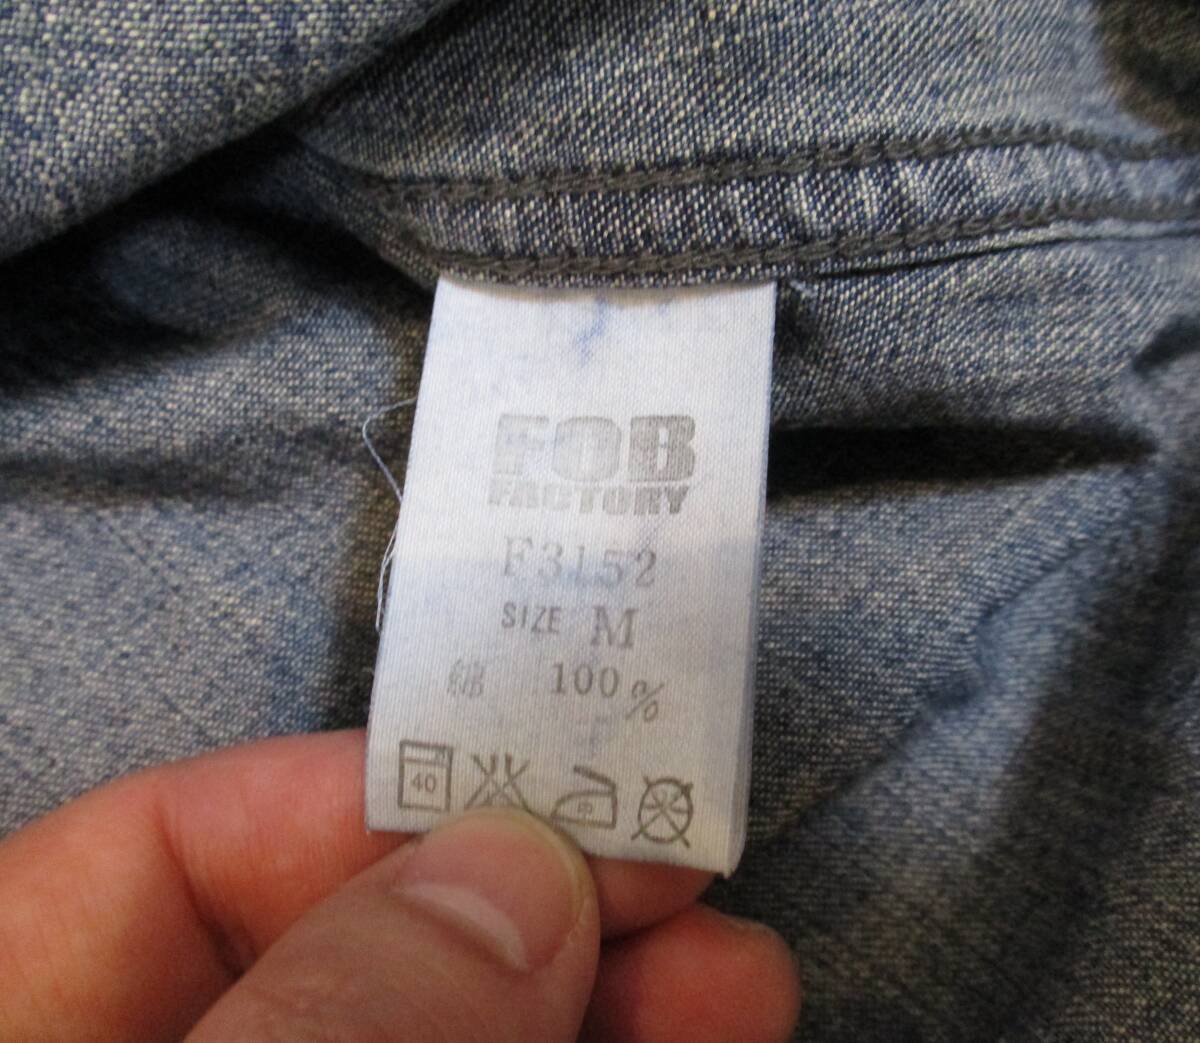 FOB
FACTORY
F3152
SIZE M
綿 100%
40